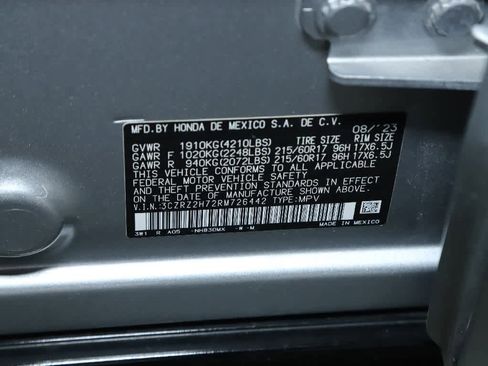 MFD.BY HONDA DE MEXICO S.A. DE C.V.
08/'23
GVWR 1910KG(4210LBS) TIRE SIZE RIM SIZE
GAWR F 1020KG(2248LBS) 215/60R17 96H 17X6.5J
GAWR R 940KG(2072LBS) 215/60R17 96H 17X6.5J
THIS VEHICLE CONFORMS TO ALL APPLICABLE
FEDERAL MOTOR VEHICLE SAFETY STANDARDS
IN EFFECT ON THE DATE OF MANUFACTURE
SHOWN ABOVE.
V.I.N.:3CZRZ2H72RM726442 TYPE:MPV
3W1 R A05 NH830MX -W -M MADE IN MEXICO